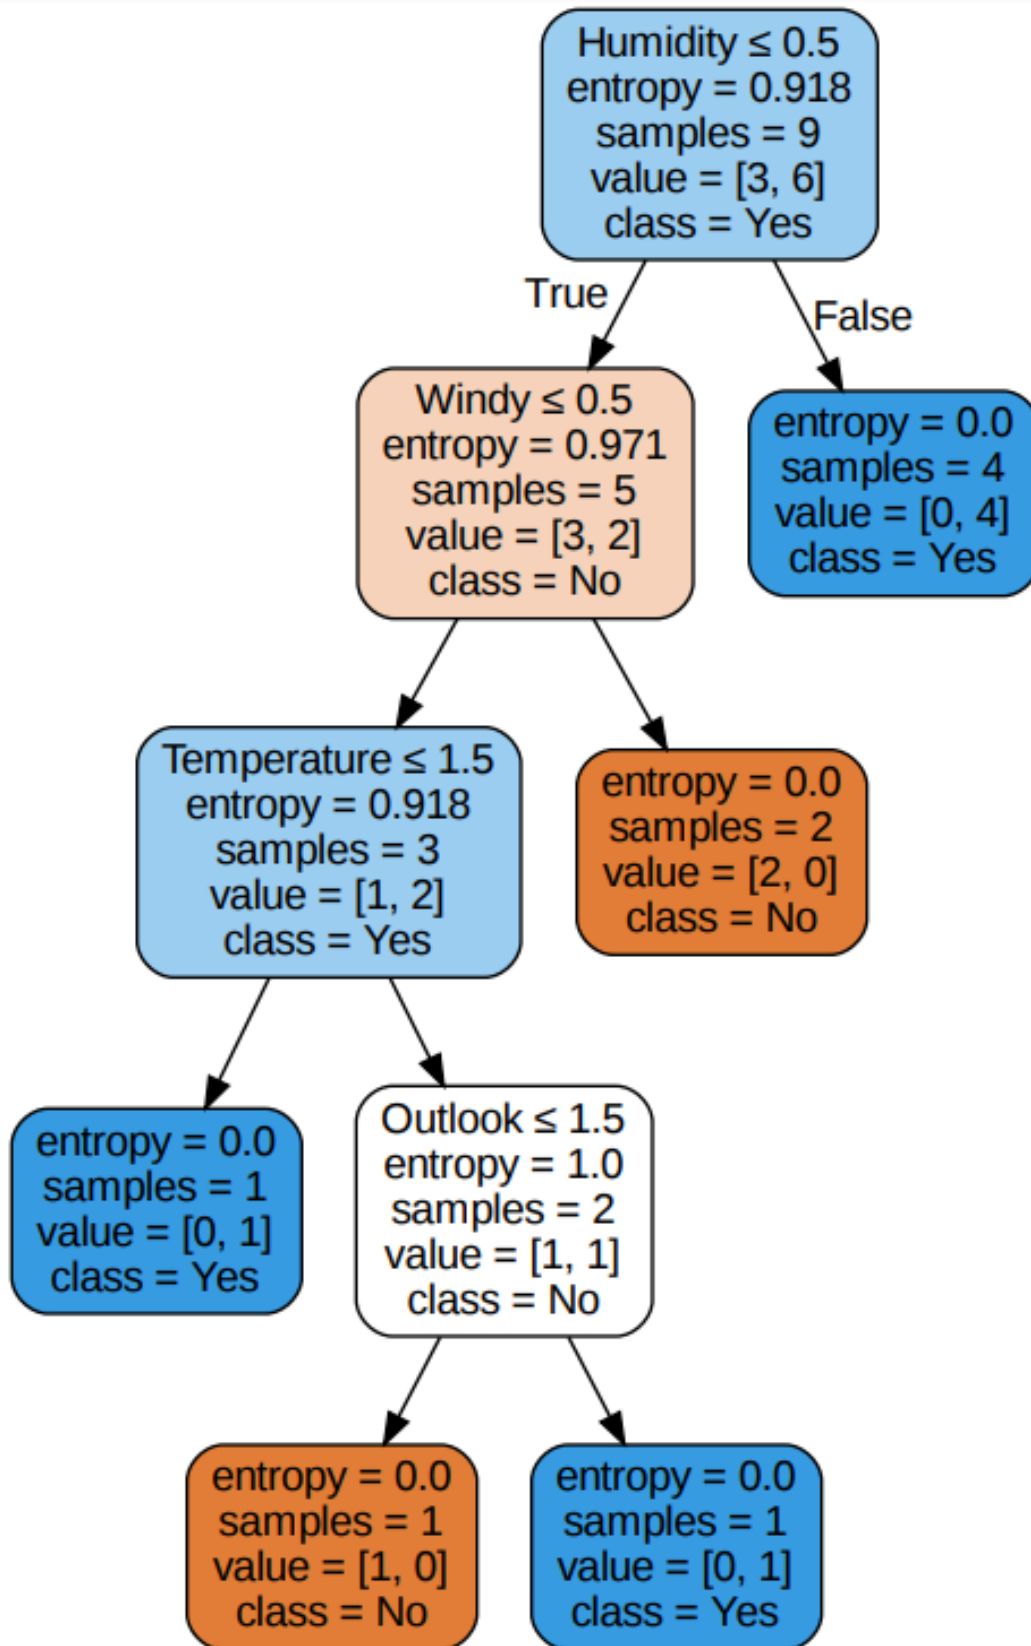 Humidity ≤ 0.5
entropy = 0.918
samples = 9
value = [3, 6]
class = Yes
True
False
Windy ≤ 0.5
entropy = 0.971
samples = 5
value = [3, 2]
class = No
entropy = 0.0
samples = 4
value = [0, 4]
class = Yes
Temperature ≤ 1.5
entropy = 0.918
samples = 3
value = [1, 2]
class = Yes
entropy = 0.0
samples = 2
value = [2, 0]
class = No
entropy = 0.0
samples = 1
value = [0, 1]
class = Yes
Outlook ≤ 1.5
entropy = 1.0
samples = 2
value = [1, 1]
class = No
entropy = 0.0
samples = 1
value = [1, 0]
class = No
entropy = 0.0
samples = 1
value = [0, 1]
class = Yes